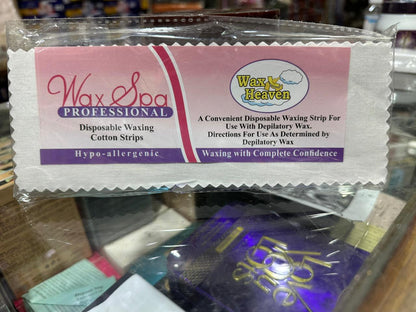 Wax Spa
PROFESSIONAL
Disposable Waxing
Cotton Strips
Hypo-allergenic
Wax
Heaven
A Convenient Disposable Waxing Strip For
Use With Depilatory Wax.
Directions For Use As Determined by
Depilatory Wax
Waxing with Complete Confidence